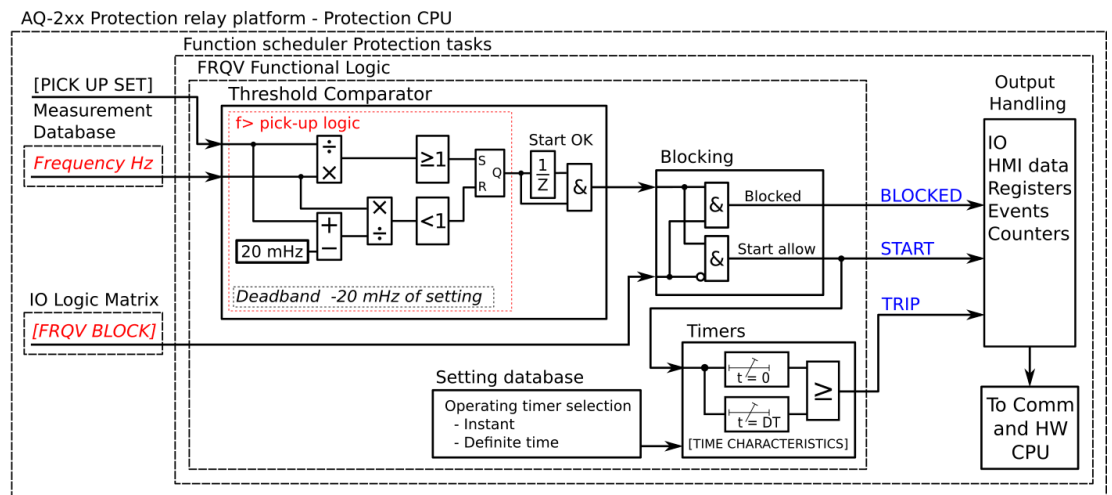 AQ-2xx Protection relay platform - Protection CPU
Function scheduler Protection tasks
FRQV Functional Logic
[PICK UP SET]
Measurement
Database
Frequency Hz
IO Logic Matrix
[FRQV BLOCK]
Threshold Comparator
f> pick-up logic
÷
×
≥1
S
Q
R
×
÷
<1
+
−
20 mHz
Deadband -20 mHz of setting
Start OK
1
Z
&
Blocking
&
Blocked
&
Start allow
BLOCKED
START
TRIP
Timers
t = 0
t = DT
≥
[TIME CHARACTERISTICS]
Setting database
Operating timer selection
- Instant
- Definite time
Output
Handling
IO
HMI data
Registers
Events
Counters
To Comm
and HW
CPU